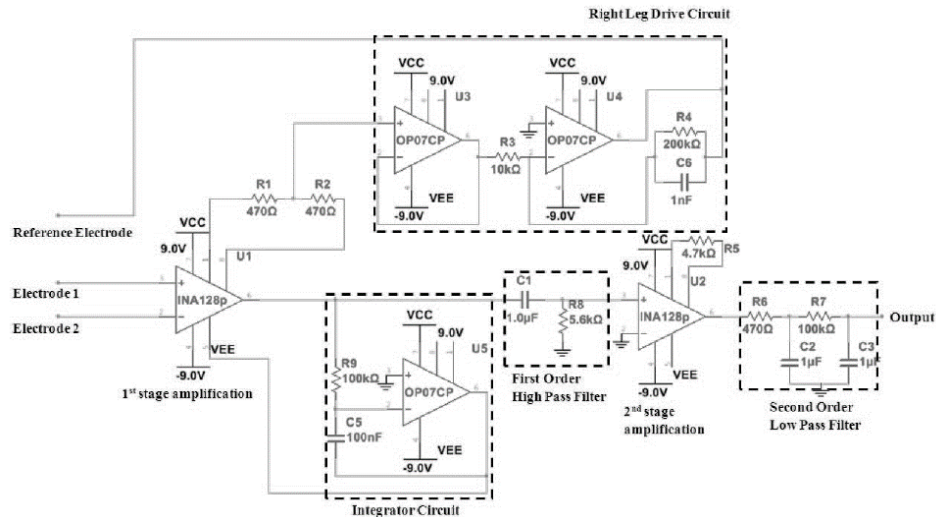 Right Leg Drive Circuit
VCC
9.0V
U3
OP07CP
VEE
-9.0V
R3
10kΩ
VCC
9.0V
U4
OP07CP
VEE
-9.0V
R4
200kΩ
C6
1nF
R1
470Ω
R2
470Ω
Reference Electrode
Electrode 1
Electrode 2
VCC
9.0V
U1
INA128p
VEE
-9.0V
1st stage amplification
R9
100kΩ
C5
100nF
VCC
9.0V
U5
OP07CP
VEE
-9.0V
Integrator Circuit
C1
1.0µF
R8
5.6kΩ
First Order
High Pass Filter
VCC
9.0V
R5
4.7kΩ
U2
INA128p
VEE
-9.0V
2nd stage
amplification
R6
470Ω
R7
100kΩ
C2
1µF
C3
1µF
Output
Second Order
Low Pass Filter